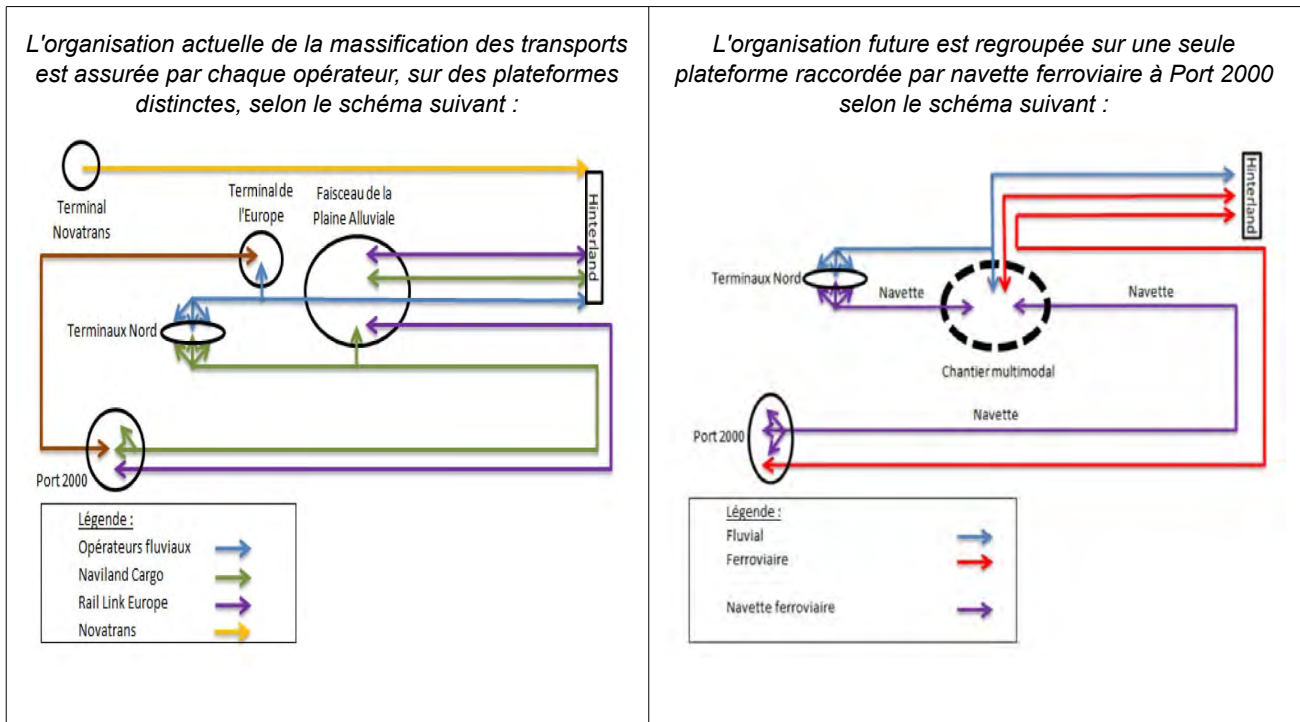 L'organisation actuelle de la massification des transports
est assurée par chaque opérateur, sur des plateformes
distinctes, selon le schéma suivant :
Terminal
Novatrans
Terminal de
l'Europe
Faisceau de la
Plaine Alluviale
Hinterland
Terminaux Nord
Port 2000
Légende :
Opérateurs fluviaux
Naviland Cargo
Rail Link Europe
Novatrans
L'organisation future est regroupée sur une seule
plateforme raccordée par navette ferroviaire à Port 2000
selon le schéma suivant :
Hinterland
Terminaux Nord
Navette
Navette
Chantier multimodal
Navette
Port 2000
Légende :
Fluvial
Ferroviaire
Navette ferroviaire